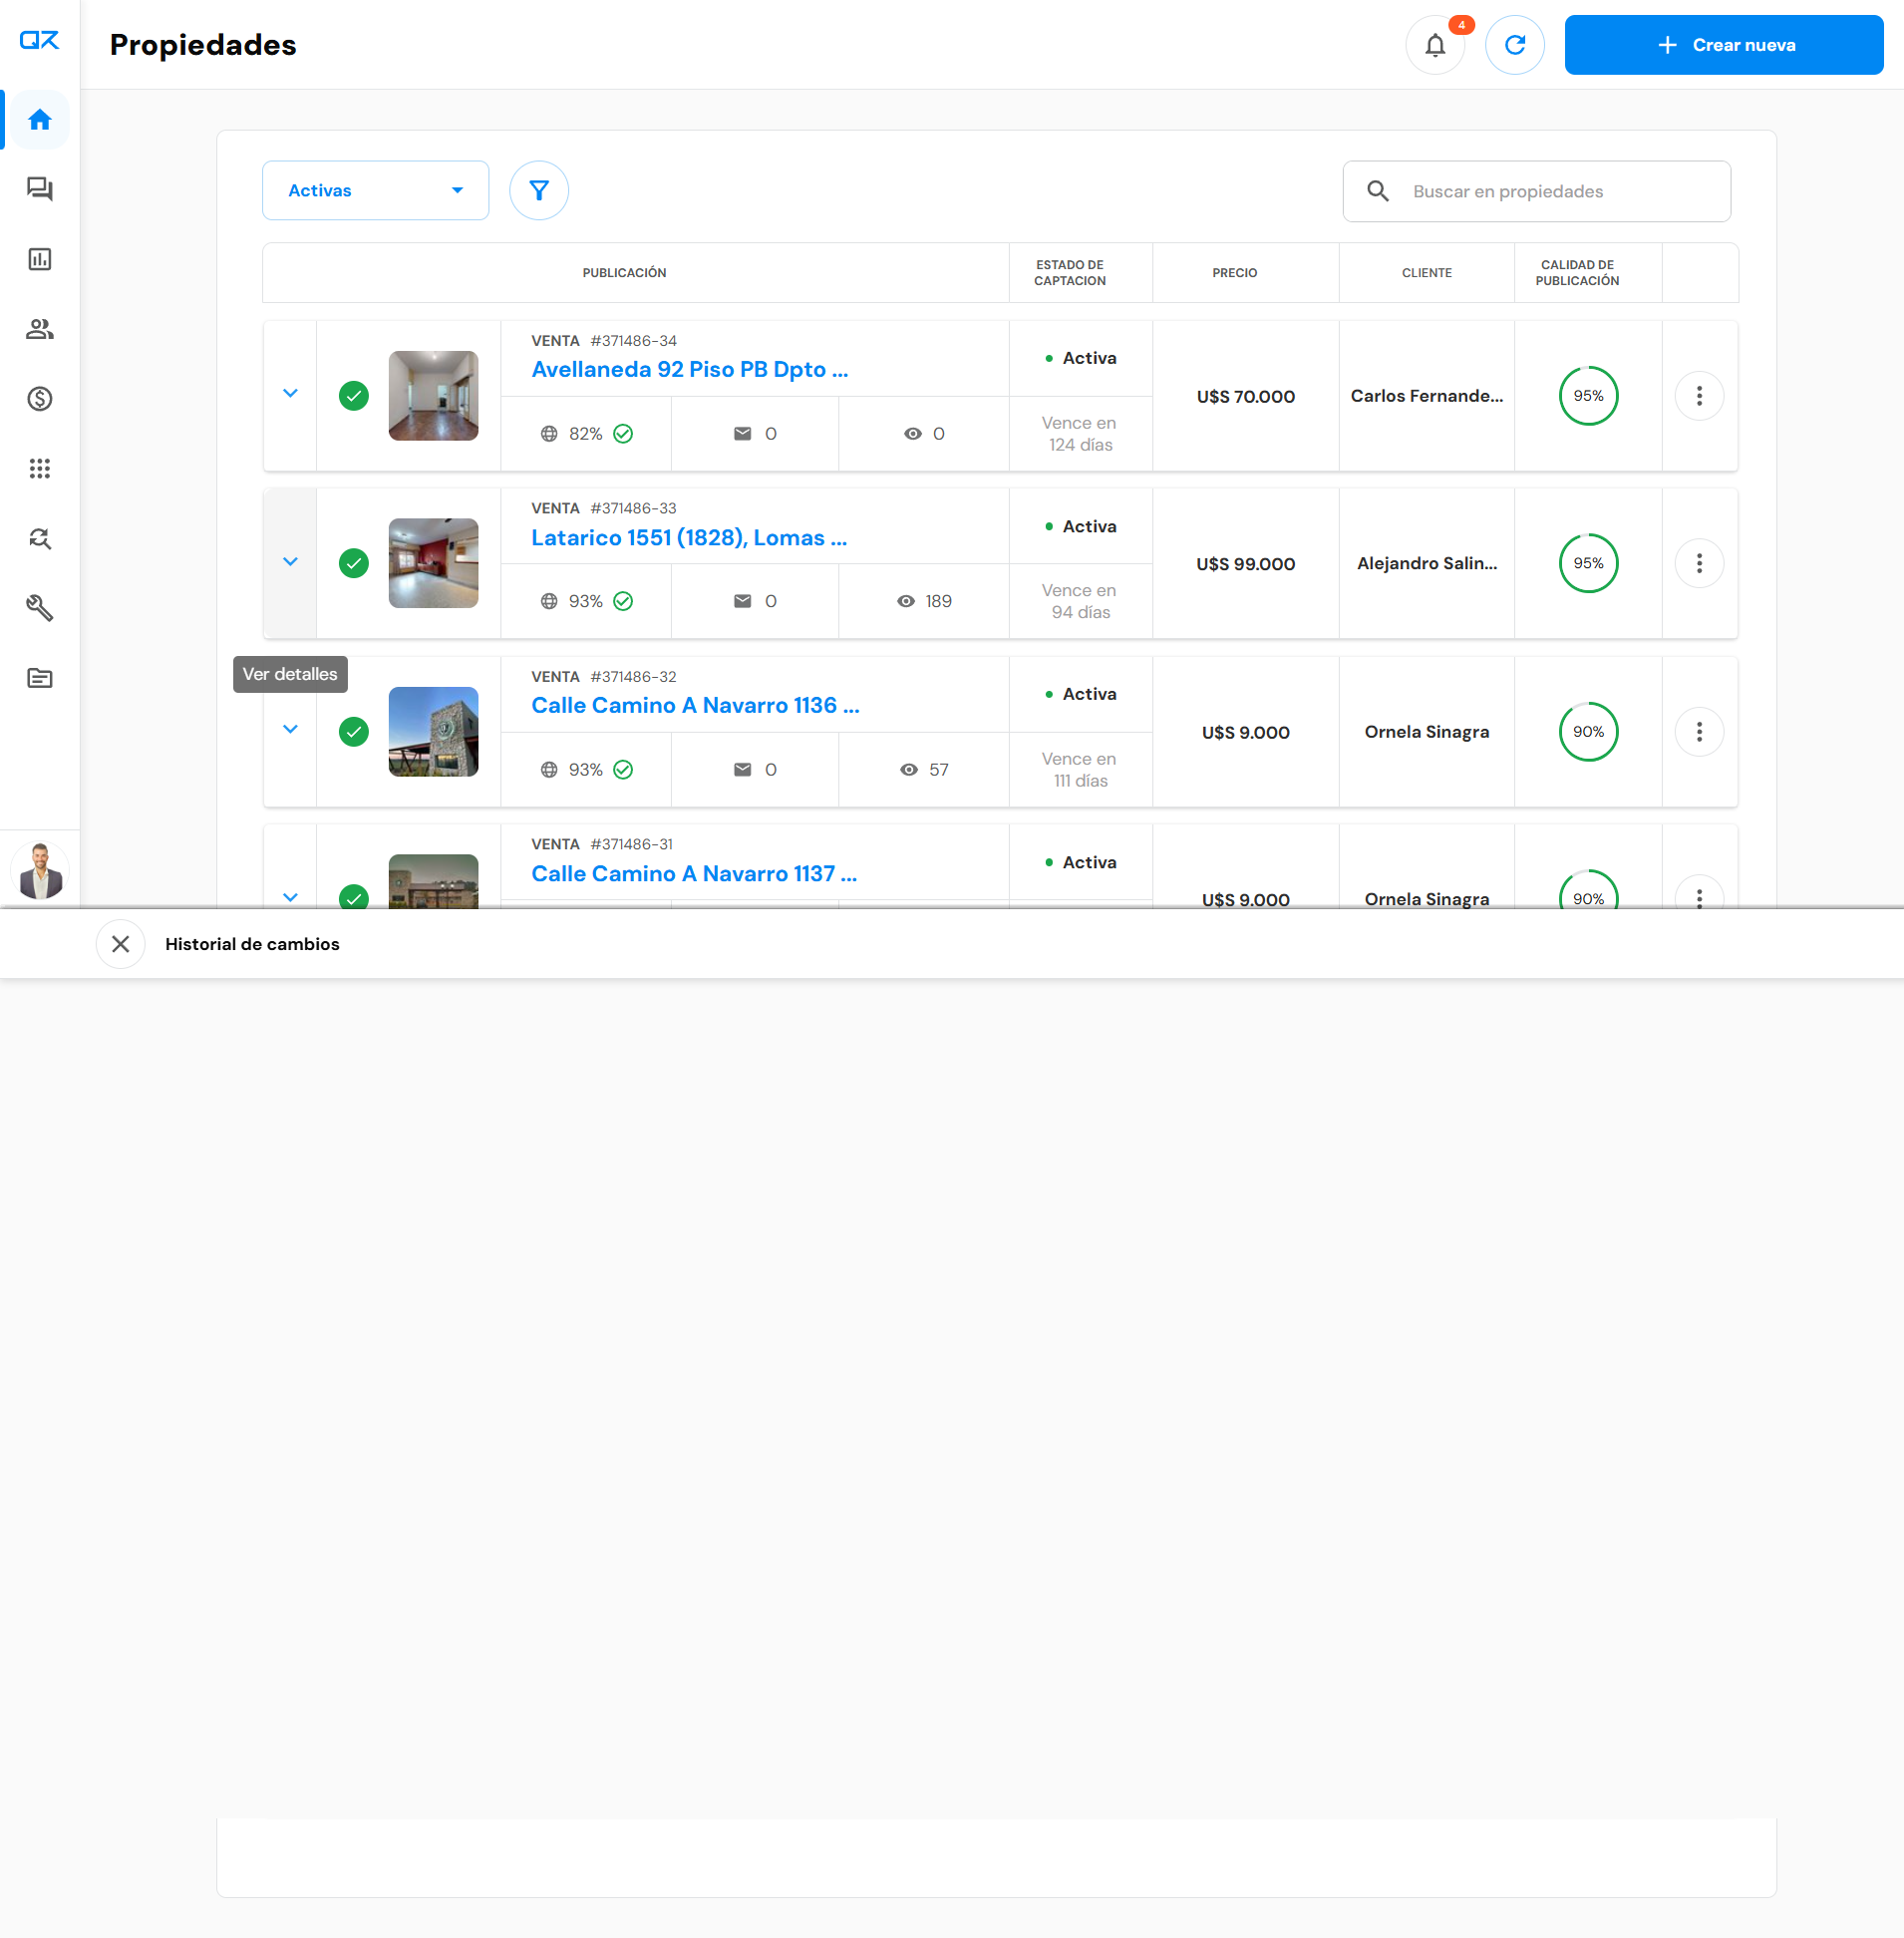 Propiedades
4
Crear nueva
Activas
Buscar en propiedades
PUBLICACIÓN
ESTADO DE
CAPTACION
PRECIO
CLIENTE
CALIDAD DE
PUBLICACIÓN
VENTA #371486-34
Avellaneda 92 Piso PB Dpto ...
82%
0
0
Activa
Vence en
124 días
U$S 70.000
Carlos Fernande...
95%
VENTA #371486-33
Latarico 1551 (1828), Lomas ...
93%
0
189
Activa
Vence en
94 días
U$S 99.000
Alejandro Salin...
95%
Ver detalles
VENTA #371486-32
Calle Camino A Navarro 1136 ...
93%
0
57
Activa
Vence en
111 días
U$S 9.000
Ornela Sinagra
90%
VENTA #371486-31
Calle Camino A Navarro 1137 ...
Activa
U$S 9.000
Ornela Sinagra
90%
Historial de cambios